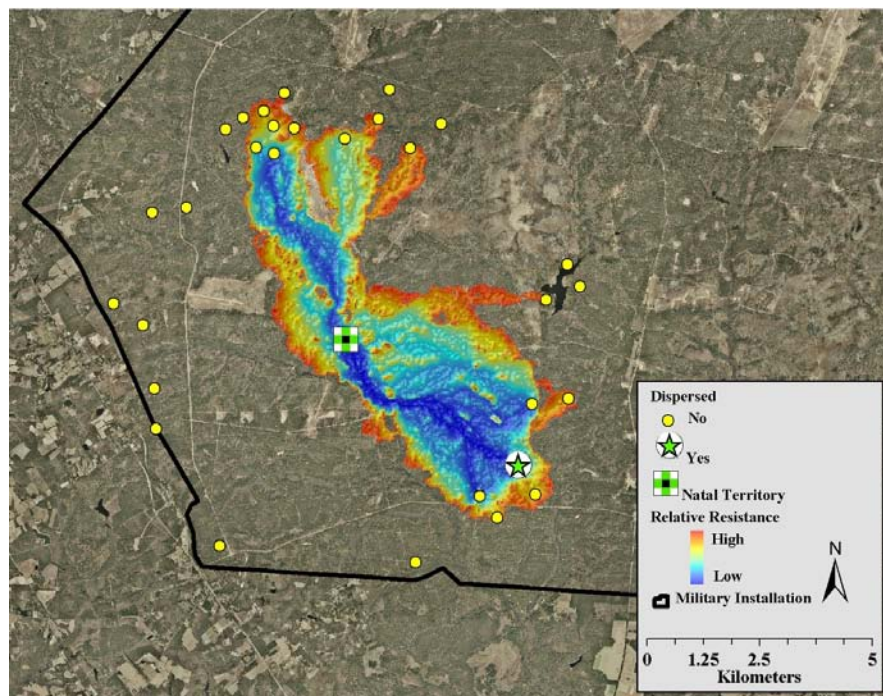 Dispersed
No
Yes
Natal Territory
Relative Resistance
High
Low
Military Installation
N
0 1.25 2.5 5
Kilometers